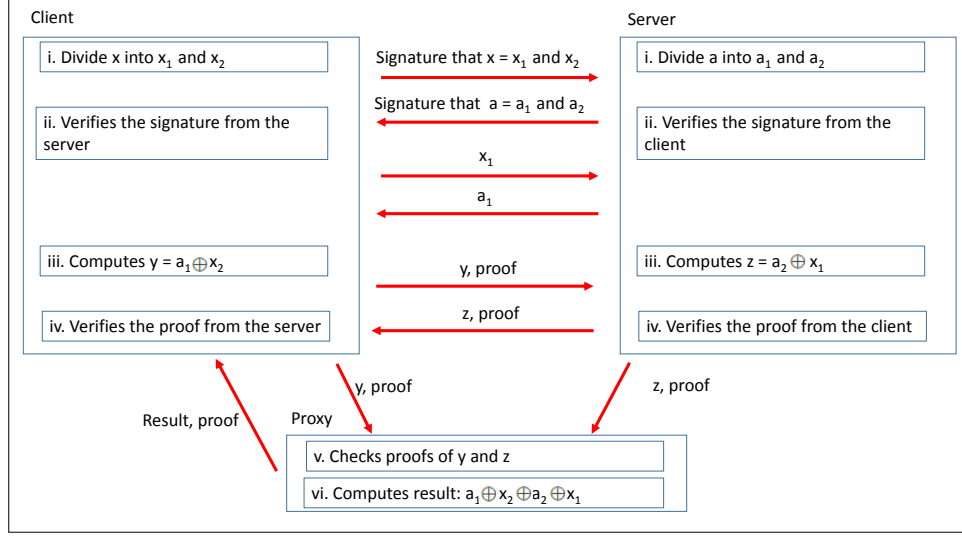 Client
Server
i. Divide x into x₁ and x₂
Signature that x = x₁ and x₂
i. Divide a into a₁ and a₂
Signature that a = a₁ and a₂
ii. Verifies the signature from the
server
ii. Verifies the signature from the
client
x₁
a₁
iii. Computes y = a₁⊕x₂
iii. Computes z = a₂ ⊕ x₁
y, proof
z, proof
iv. Verifies the proof from the server
iv. Verifies the proof from the client
y, proof
z, proof
Result, proof
Proxy
v. Checks proofs of y and z
vi. Computes result: a₁⊕x₂⊕a₂⊕x₁